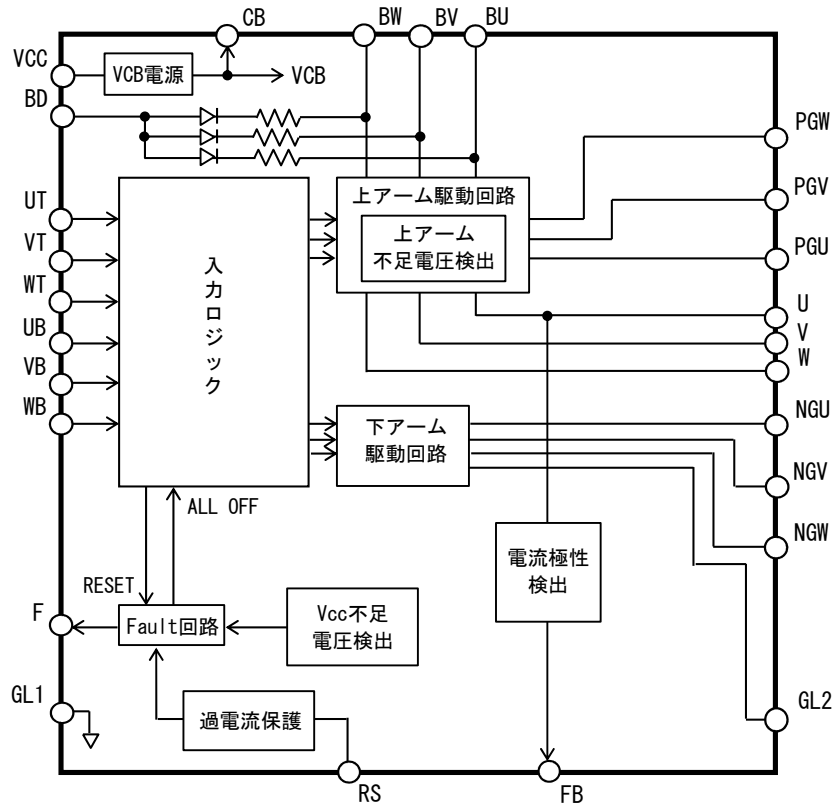 CB
BW
BV
BU
VCC
VCB電源
VCB
BD
PGW
UT
上アーム駆動回路
PGV
上アーム
不足電圧検出
VT
PGU
入力ロジック
WT
U
V
UB
W
VB
WB
下アーム
駆動回路
NGU
NGV
ALL OFF
NGW
電流極性
検出
RESET
F
Fault回路
Vcc不足
電圧検出
GL1
過電流保護
GL2
RS
FB